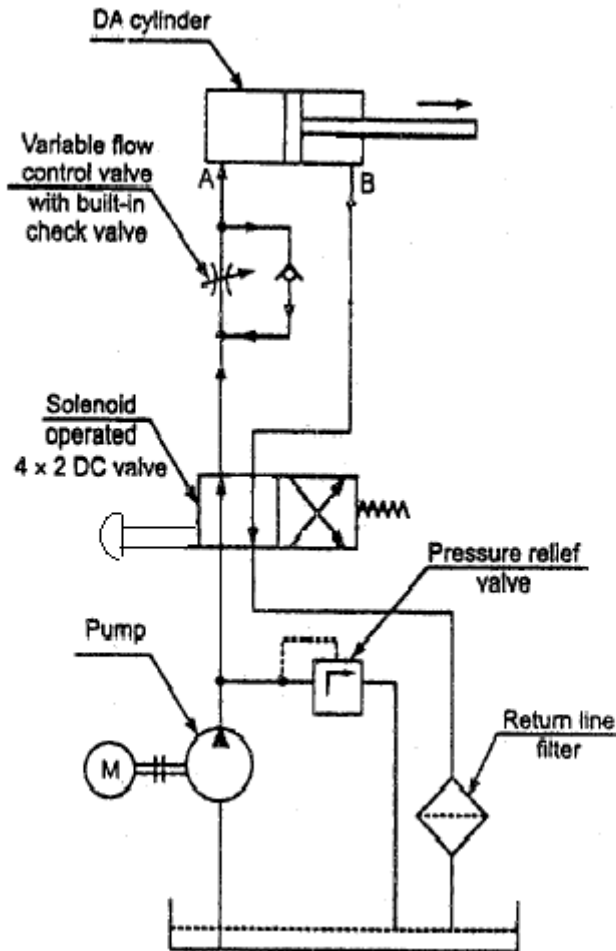 DA cylinder
Variable flow
control valve
with built-in
check valve
A
B
Solenoid
operated
4 × 2 DC valve
Pressure relief
valve
Pump
M
Return line
filter